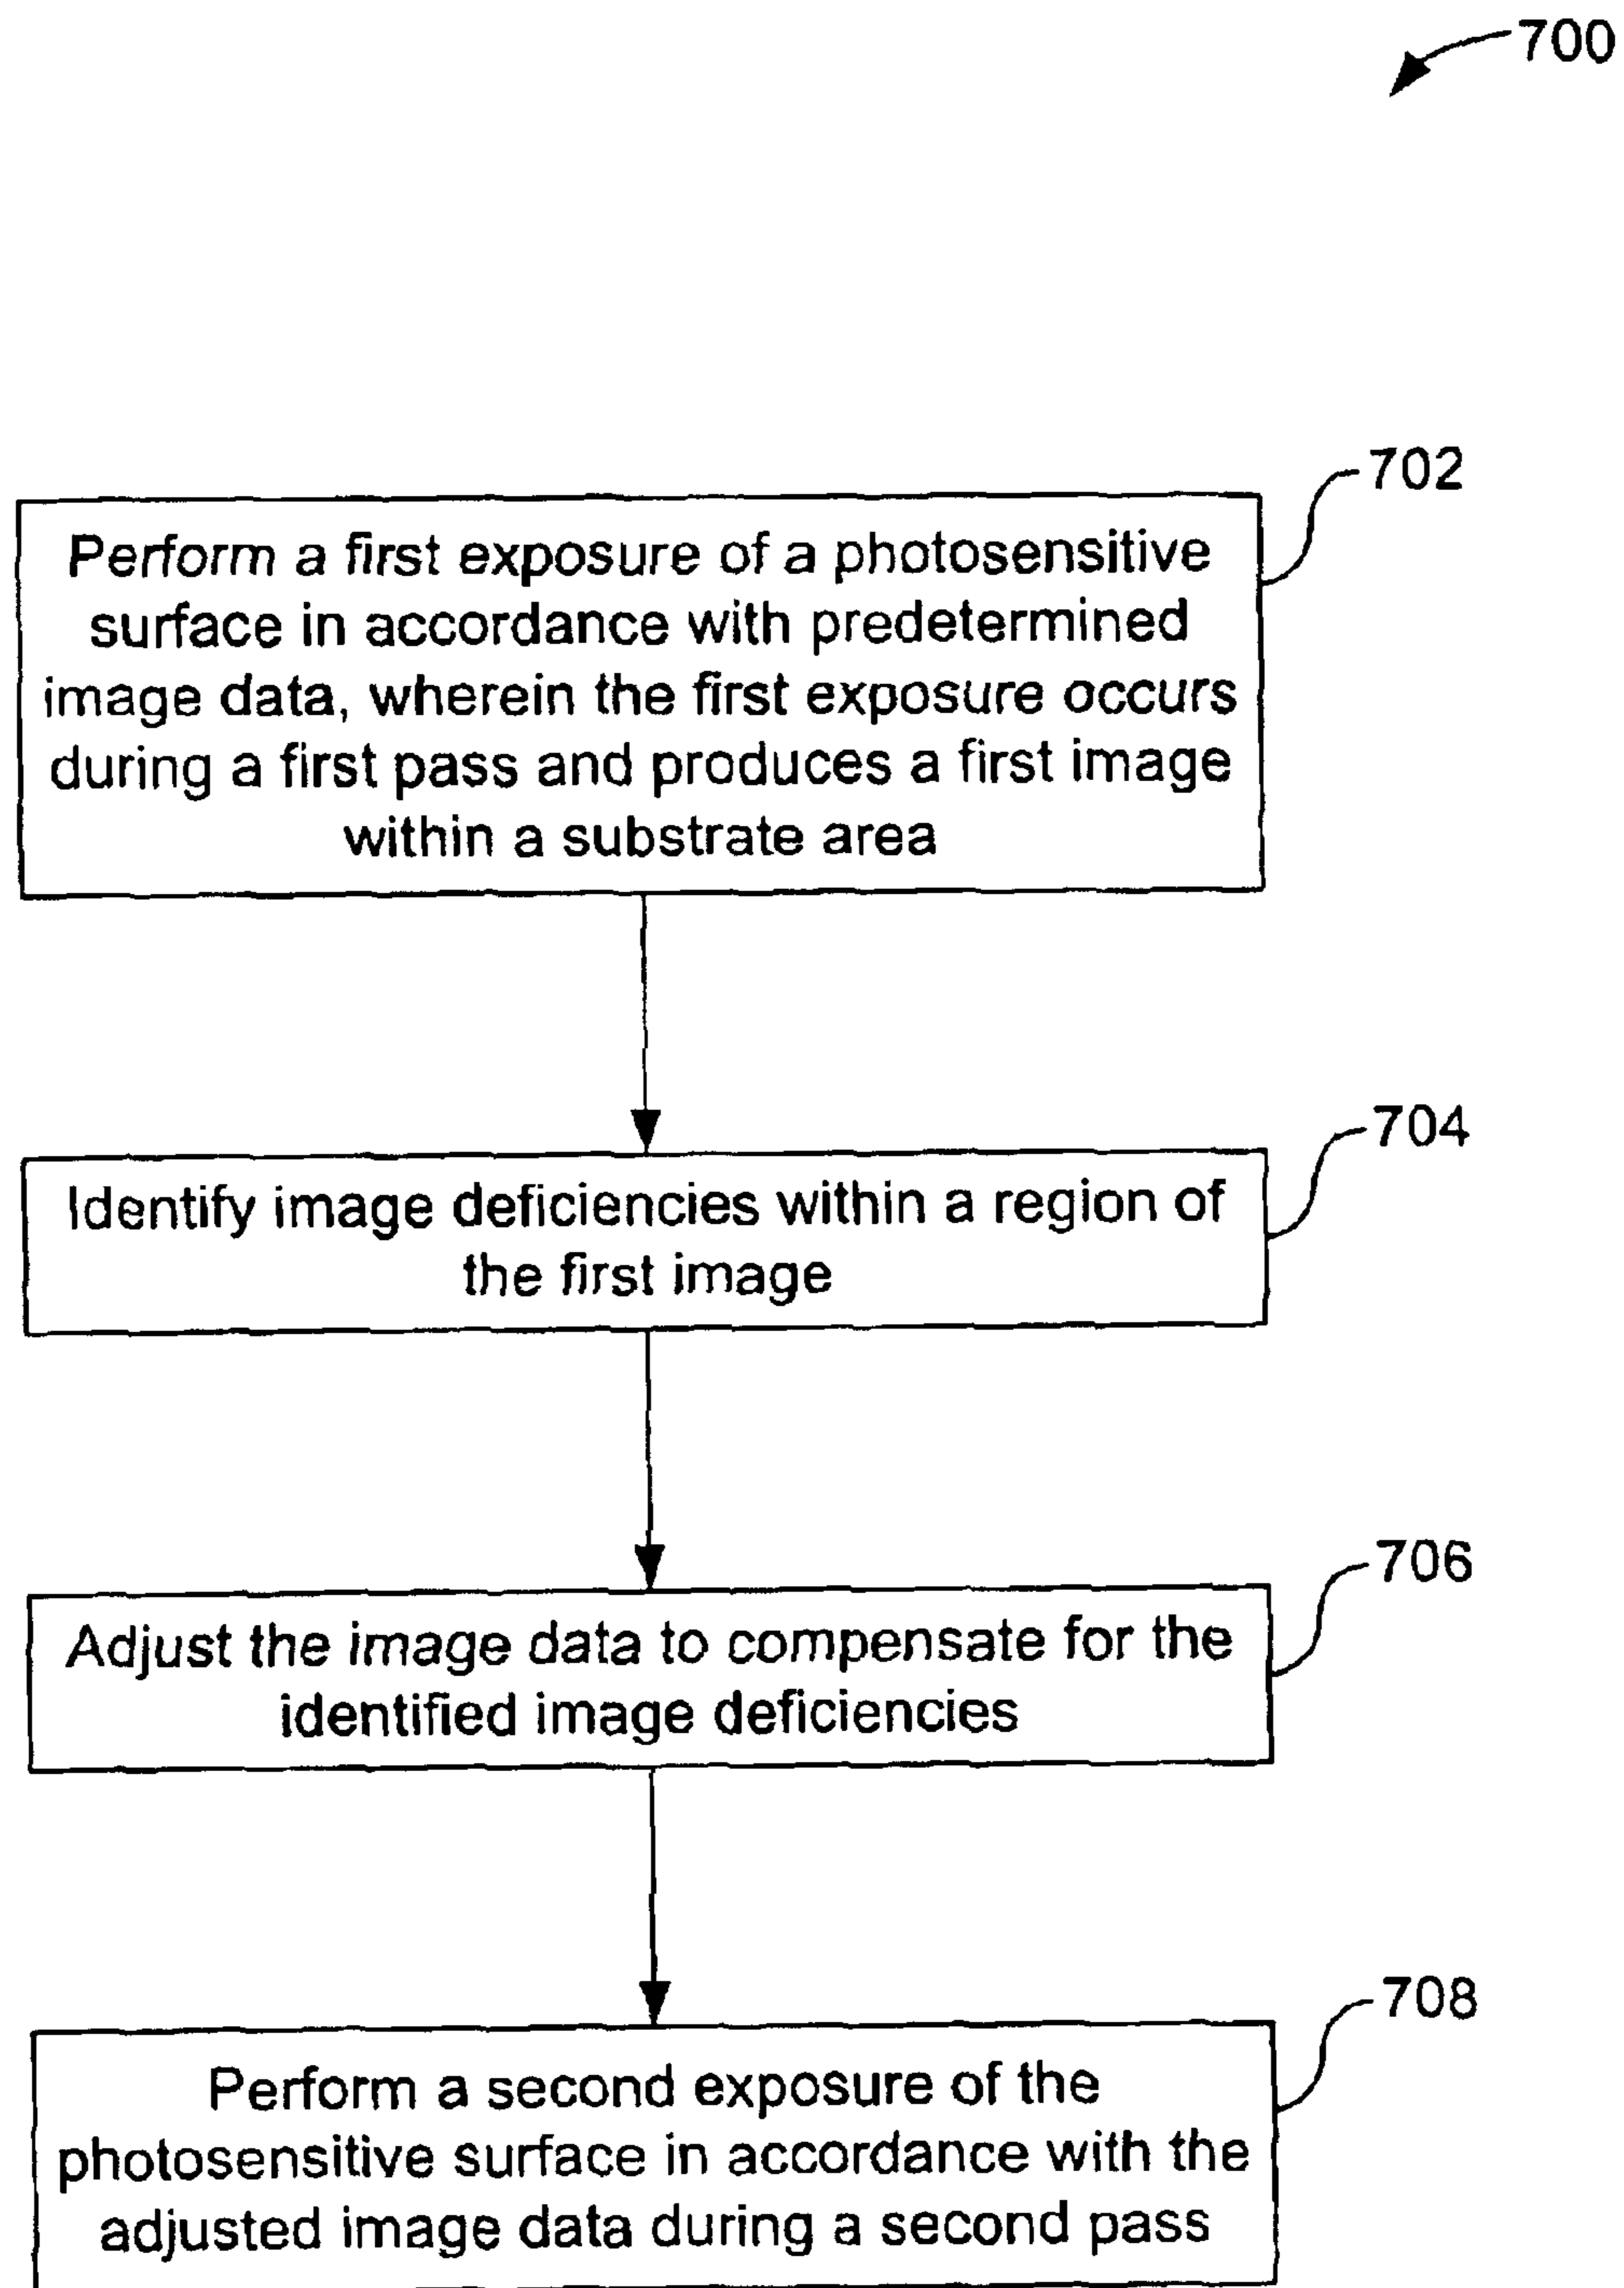 700
702
Perform a first exposure of a photosensitive
surface in accordance with predetermined
image data, wherein the first exposure occurs
during a first pass and produces a first image
within a substrate area
704
Identify image deficiencies within a region of
the first image
706
Adjust the image data to compensate for the
identified image deficiencies
708
Perform a second exposure of the
photosensitive surface in accordance with the
adjusted image data during a second pass